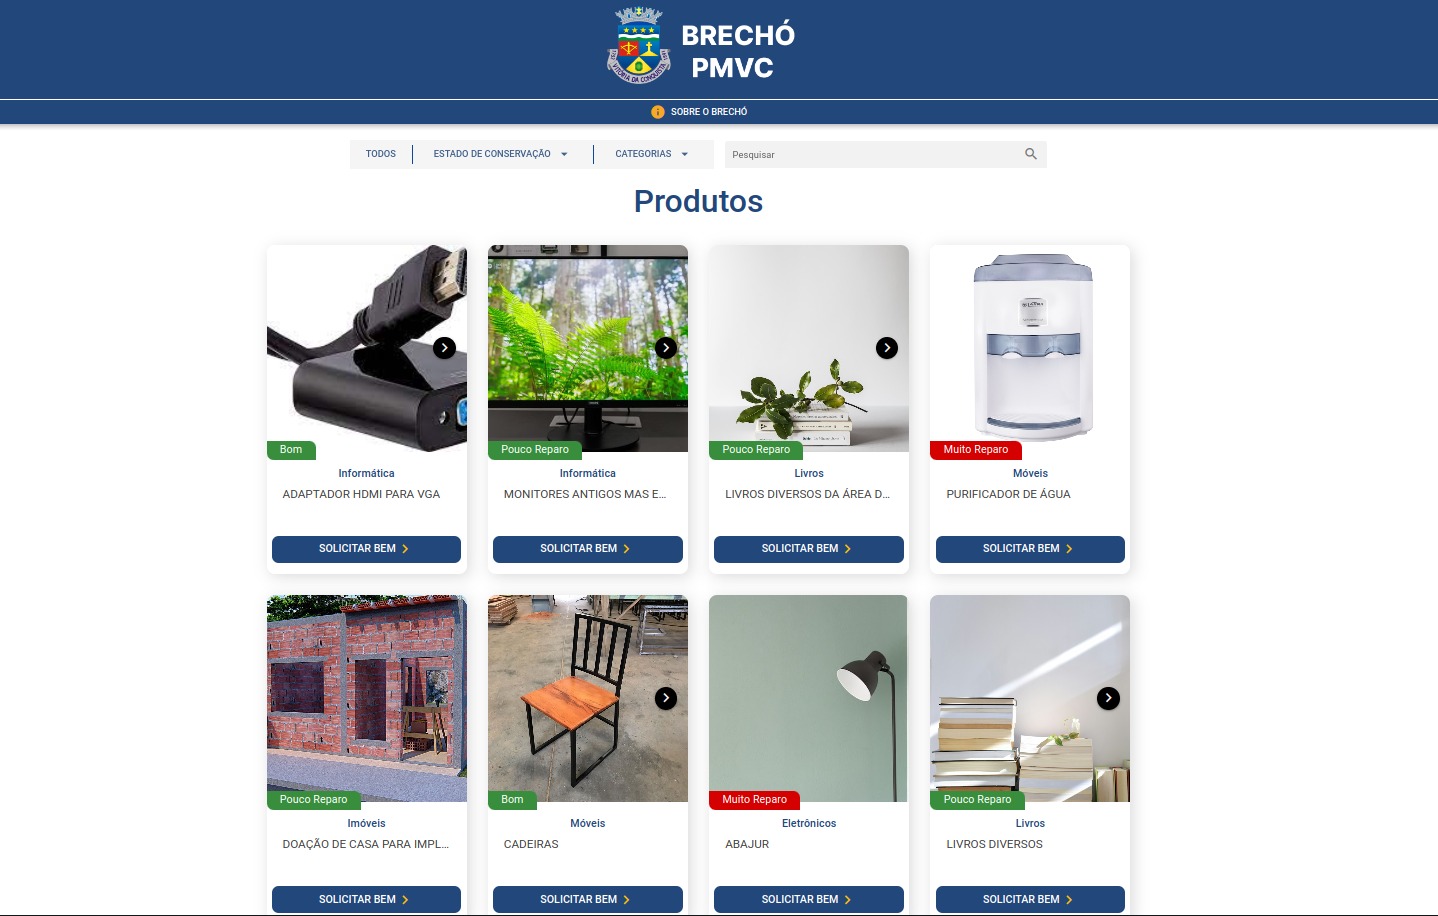 BRECHÓ
PMVC
VITÓRIA DA CONQUISTA
SOBRE O BRECHÓ
TODOS
ESTADO DE CONSERVAÇÃO
CATEGORIAS
Pesquisar
Produtos
Bom
Pouco Reparo
Pouco Reparo
Muito Reparo
Informática
Informática
Livros
Móveis
ADAPTADOR HDMI PARA VGA
MONITORES ANTIGOS MAS E...
LIVROS DIVERSOS DA ÁREA D...
PURIFICADOR DE ÁGUA
SOLICITAR BEM
SOLICITAR BEM
SOLICITAR BEM
SOLICITAR BEM
Pouco Reparo
Bom
Muito Reparo
Pouco Reparo
Imóveis
Móveis
Eletrônicos
Livros
DOAÇÃO DE CASA PARA IMPL...
CADEIRAS
ABAJUR
LIVROS DIVERSOS
SOLICITAR BEM
SOLICITAR BEM
SOLICITAR BEM
SOLICITAR BEM